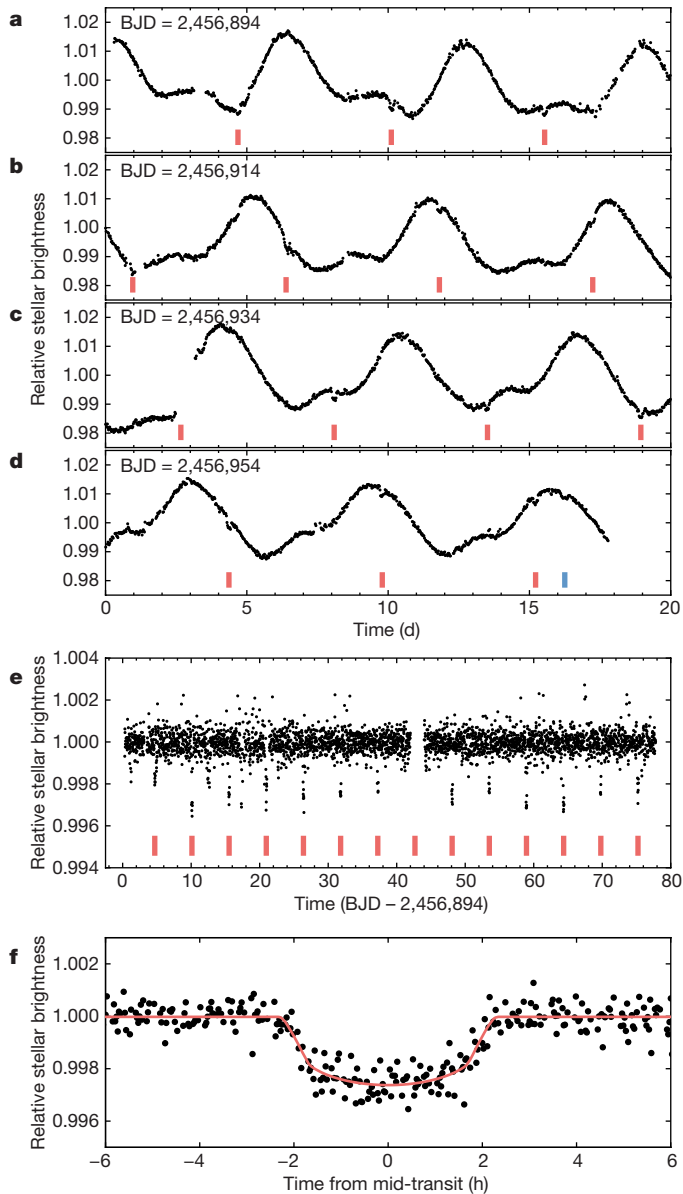 a
BJD = 2,456,894
1.02
1.01
1.00
0.99
0.98
b
BJD = 2,456,914
1.02
1.01
1.00
0.99
0.98
c
BJD = 2,456,934
1.02
1.01
1.00
0.99
0.98
d
BJD = 2,456,954
1.02
1.01
1.00
0.99
0.98
Relative stellar brightness
0 5 10 15 20
Time (d)
e
1.004
1.002
1.000
0.998
0.996
0.994
Relative stellar brightness
0 10 20 30 40 50 60 70 80
Time (BJD – 2,456,894)
f
1.002
1.000
0.998
0.996
Relative stellar brightness
−6 −4 −2 0 2 4 6
Time from mid-transit (h)